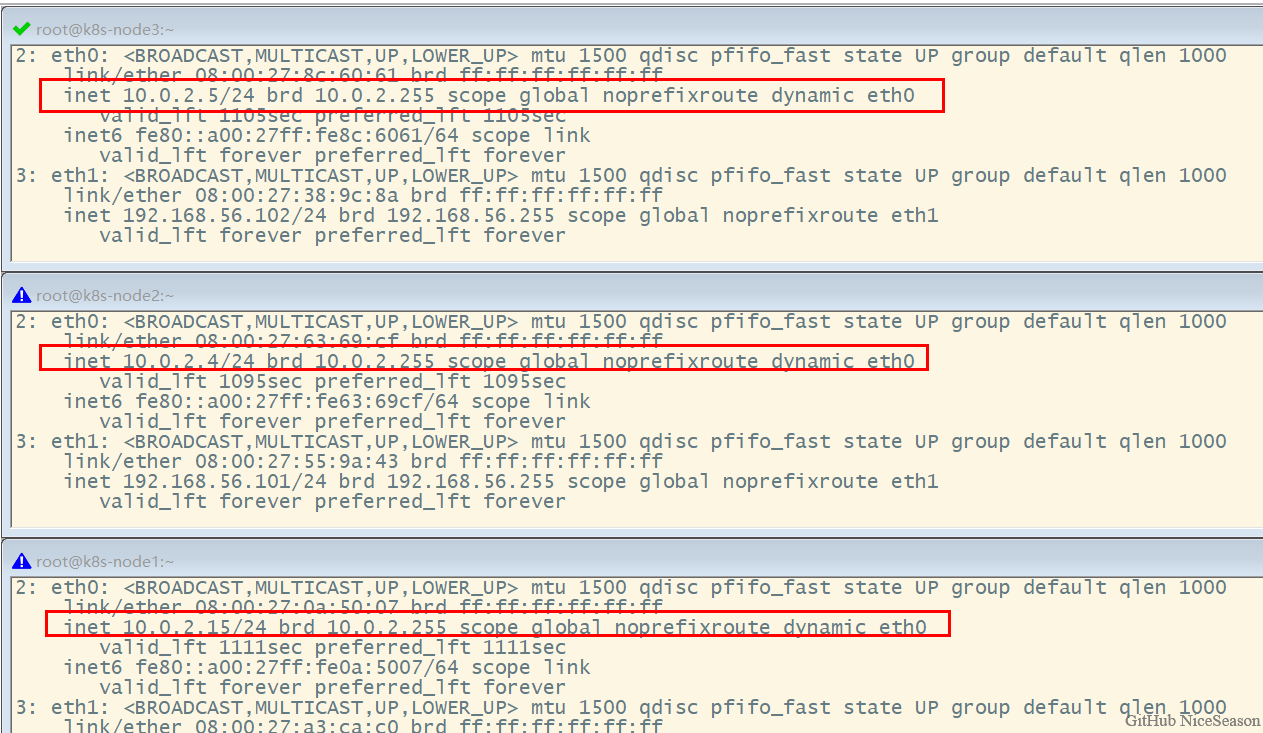 root@k8s-node3:~
2: eth0: <BROADCAST,MULTICAST,UP,LOWER_UP> mtu 1500 qdisc pfifo_fast state UP group default qlen 1000
link/ether 08:00:27:8c:60:61 brd ff:ff:ff:ff:ff:ff
inet 10.0.2.5/24 brd 10.0.2.255 scope global noprefixroute dynamic eth0
valid_lft 1105sec preferred_lft 1105sec
inet6 fe80::a00:27ff:fe8c:6061/64 scope link
valid_lft forever preferred_lft forever
3: eth1: <BROADCAST,MULTICAST,UP,LOWER_UP> mtu 1500 qdisc pfifo_fast state UP group default qlen 1000
link/ether 08:00:27:38:9c:8a brd ff:ff:ff:ff:ff:ff
inet 192.168.56.102/24 brd 192.168.56.255 scope global noprefixroute eth1
valid_lft forever preferred_lft forever
root@k8s-node2:~
2: eth0: <BROADCAST,MULTICAST,UP,LOWER_UP> mtu 1500 qdisc pfifo_fast state UP group default qlen 1000
link/ether 08:00:27:63:69:cf brd ff:ff:ff:ff:ff:ff
inet 10.0.2.4/24 brd 10.0.2.255 scope global noprefixroute dynamic eth0
valid_lft 1095sec preferred_lft 1095sec
inet6 fe80::a00:27ff:fe63:69cf/64 scope link
valid_lft forever preferred_lft forever
3: eth1: <BROADCAST,MULTICAST,UP,LOWER_UP> mtu 1500 qdisc pfifo_fast state UP group default qlen 1000
link/ether 08:00:27:55:9a:43 brd ff:ff:ff:ff:ff:ff
inet 192.168.56.101/24 brd 192.168.56.255 scope global noprefixroute eth1
valid_lft forever preferred_lft forever
root@k8s-node1:~
2: eth0: <BROADCAST,MULTICAST,UP,LOWER_UP> mtu 1500 qdisc pfifo_fast state UP group default qlen 1000
link/ether 08:00:27:0a:50:07 brd ff:ff:ff:ff:ff:ff
inet 10.0.2.15/24 brd 10.0.2.255 scope global noprefixroute dynamic eth0
valid_lft 1111sec preferred_lft 1111sec
inet6 fe80::a00:27ff:fe0a:5007/64 scope link
valid_lft forever preferred_lft forever
3: eth1: <BROADCAST,MULTICAST,UP,LOWER_UP> mtu 1500 qdisc pfifo_fast state UP group default qlen 1000
link/ether 08:00:27:a3:ca:c0 brd ff:ff:ff:ff:ff:ff
GitHub NiceSeason